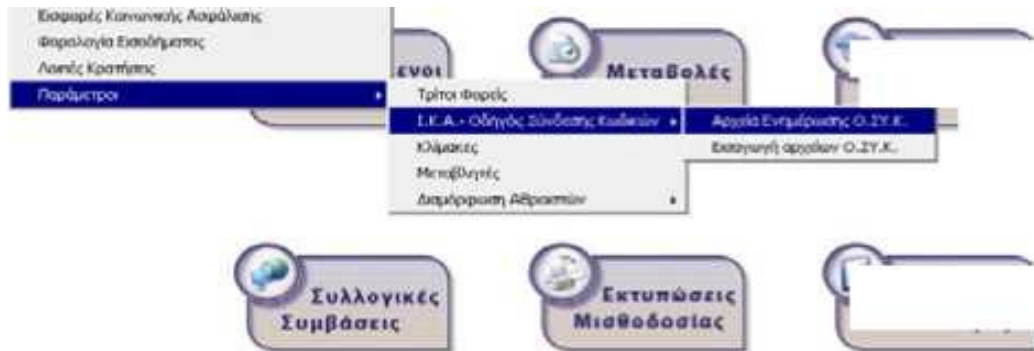 Εισφορές Κοινωνικής Ασφάλισης
Φορολογία Εισοδήματος
Λοιπές Κρατήσεις
Παράμετροι
ενοι
Μεταβολές
Τρίτοι Φορείς
Ι.Κ.Α.- Οδηγός Σύνδεσης Κωδικών
Κλίμακες
Μεταβλητές
Διαμόρφωση Αθροιστών
Αρχεία Ενημέρωσης Ο.ΣΥ.Κ.
Εισαγωγή αρχείων Ο.ΣΥ.Κ.
Συλλογικές
Συμβάσεις
Εκτυπώσεις
Μισθοδοσίας